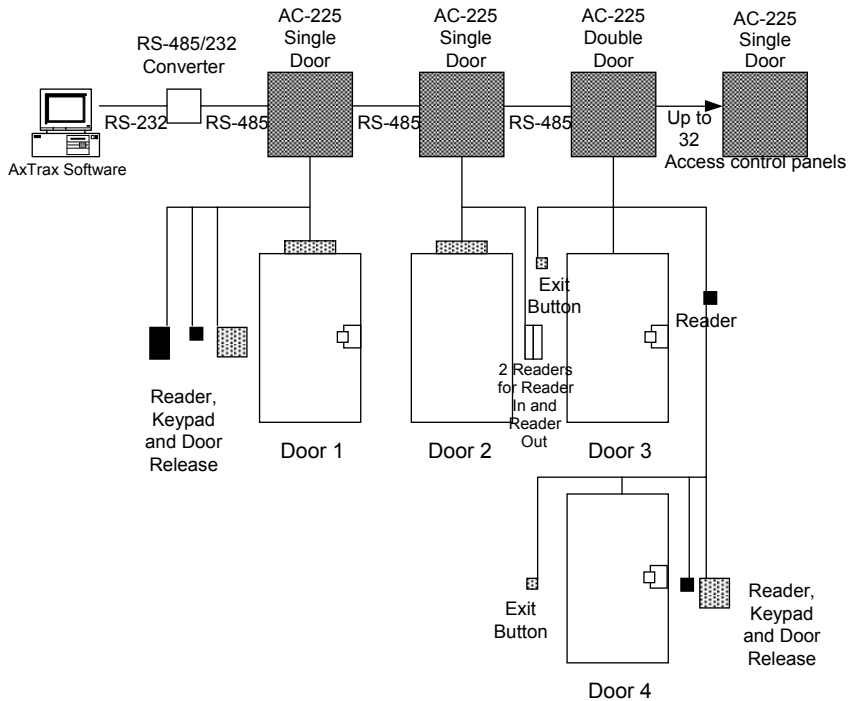 AC-225
Single
Door
AC-225
Single
Door
AC-225
Double
Door
AC-225
Single
Door
RS-485/232
Converter
RS-232
RS-485
RS-485
RS-485
Up to
32
Access control panels
AxTrax Software
Exit
Button
Reader
2 Readers
for Reader
In and
Reader
Out
Reader,
Keypad
and Door
Release
Door 1
Door 2
Door 3
Exit
Button
Reader,
Keypad
and Door
Release
Door 4